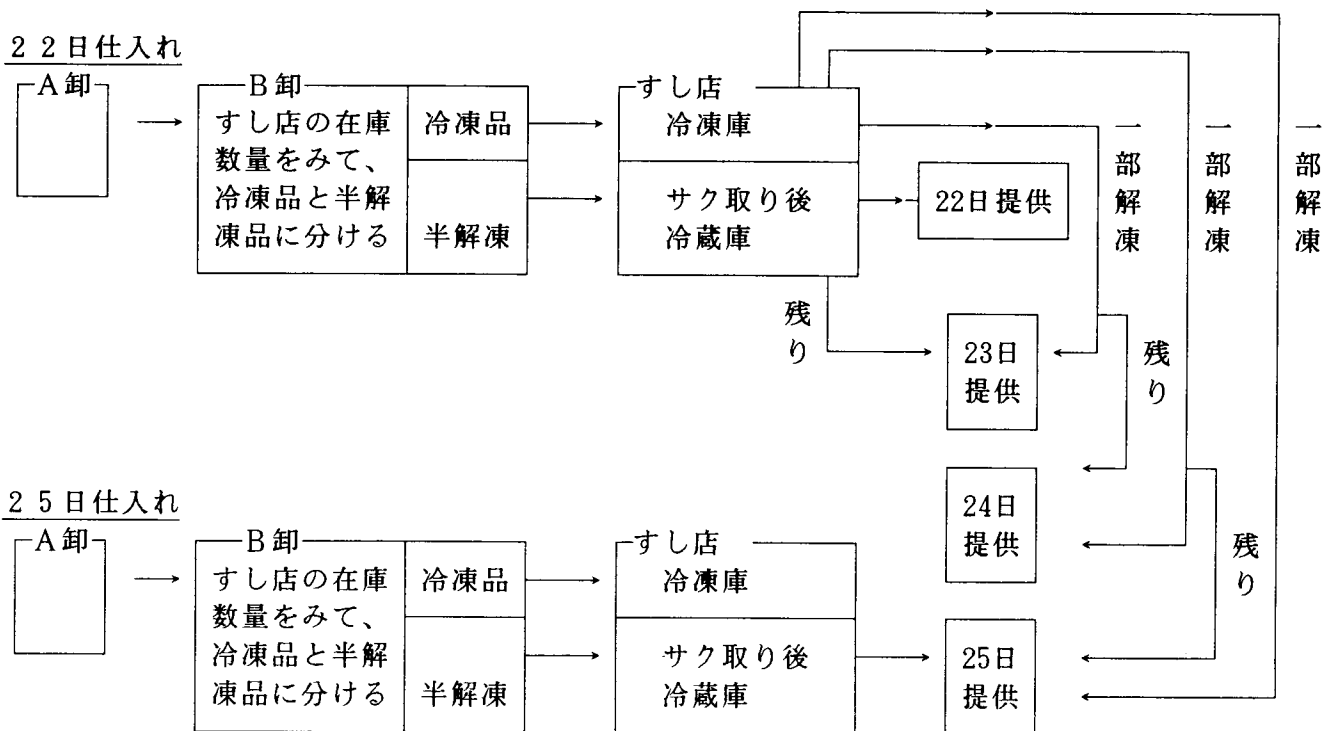 ２２日仕入れ
A卸
B卸
すし店の在庫
数量をみて、
冷凍品と半解
凍品に分ける
冷凍品
半解凍
すし店
冷凍庫
サク取り後
冷蔵庫
22日提供
残り
23日
提供
残り
一部解凍
一部解凍
一部解凍
24日
提供
残り
２５日仕入れ
A卸
B卸
すし店の在庫
数量をみて、
冷凍品と半解
凍品に分ける
冷凍品
半解凍
すし店
冷凍庫
サク取り後
冷蔵庫
25日
提供